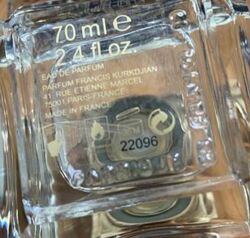 70 ml e
2.4 fl.oz.
EAU DE PARFUM
PARFUM FRANCIS KURKDJIAN
41, RUE ETIENNE MARCEL
75001 PARIS-FRANCE
MADE IN FRANCE
22096